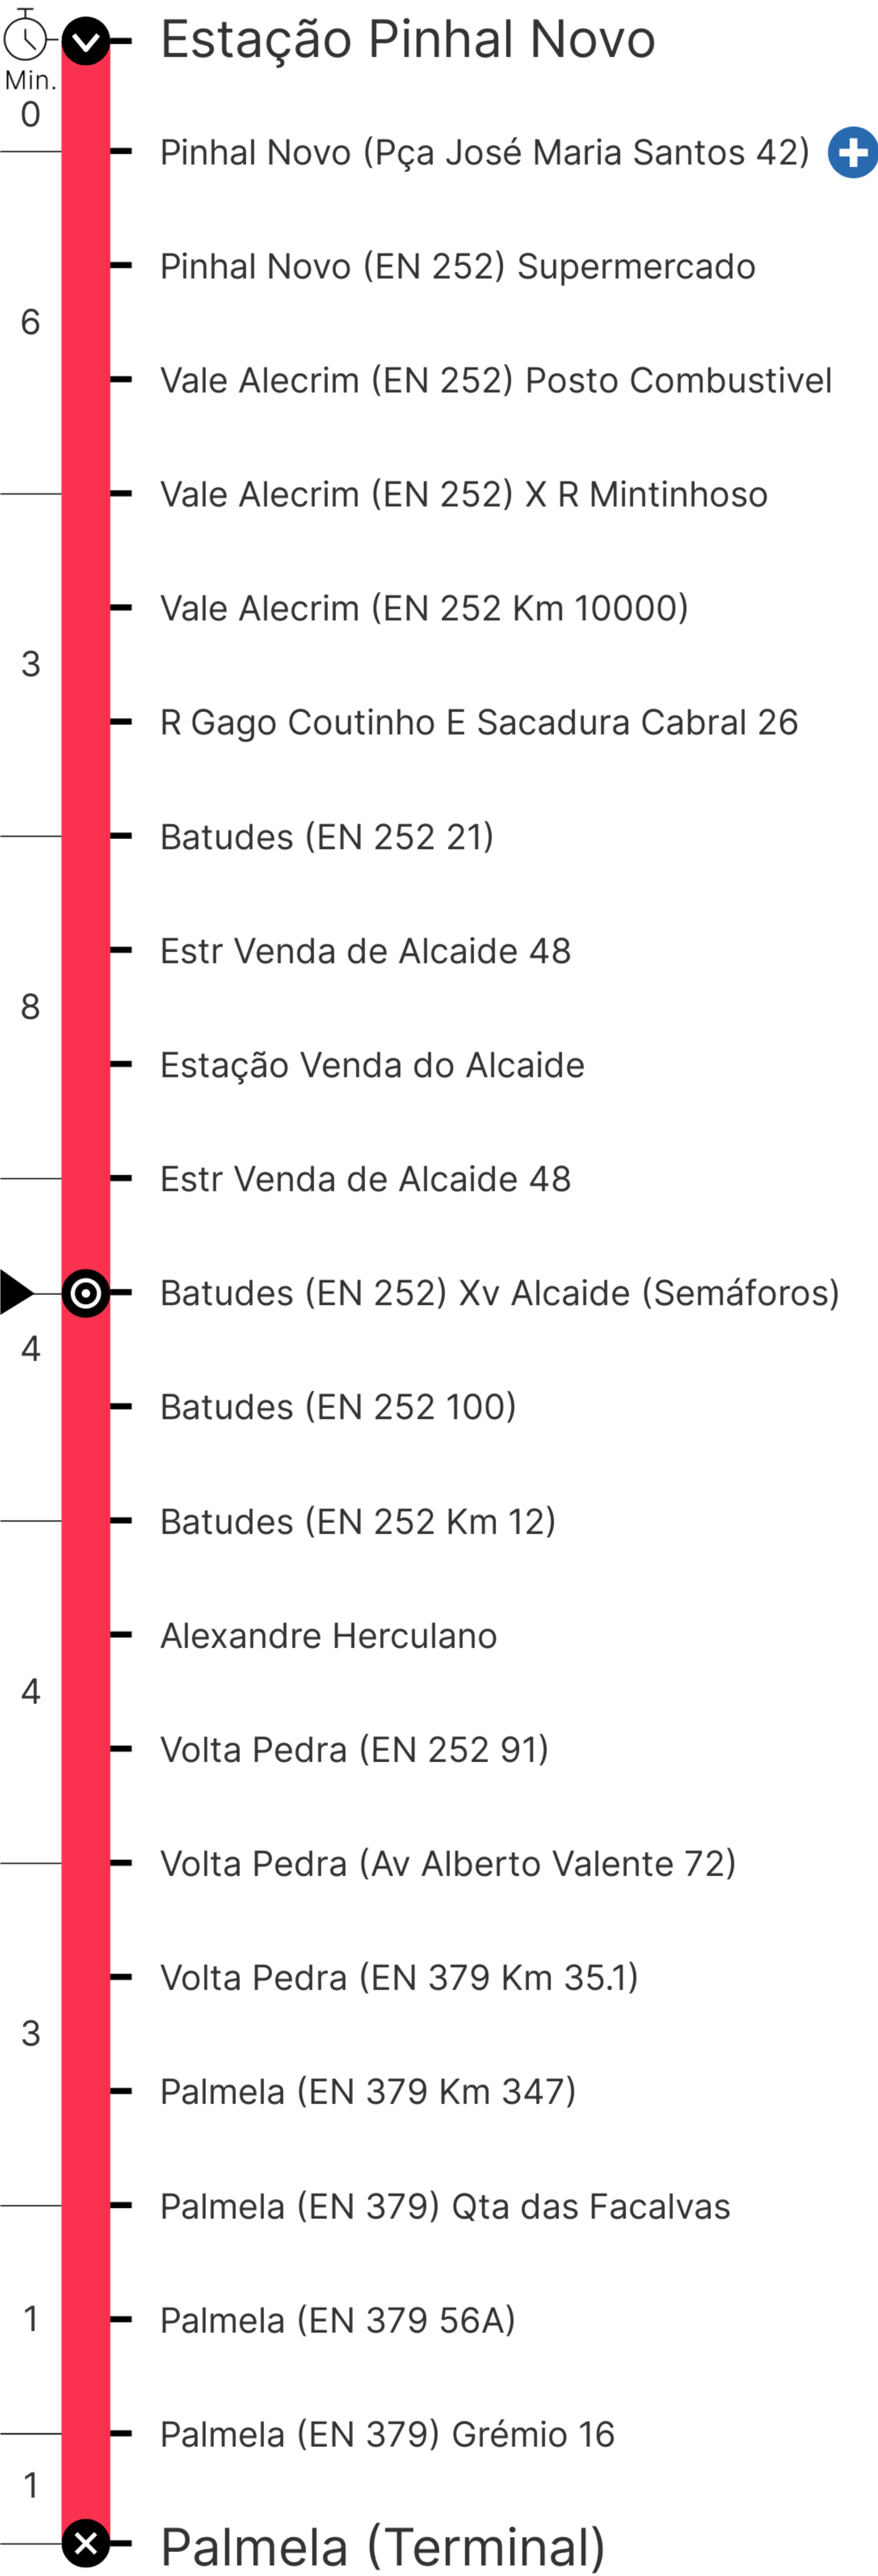 Estação Pinhal Novo
Min.
0
Pinhal Novo (Pça José Maria Santos 42)
Pinhal Novo (EN 252) Supermercado
6
Vale Alecrim (EN 252) Posto Combustivel
Vale Alecrim (EN 252) X R Mintinhoso
Vale Alecrim (EN 252 Km 10000)
3
R Gago Coutinho E Sacadura Cabral 26
Batudes (EN 252 21)
Estr Venda de Alcaide 48
8
Estação Venda do Alcaide
Estr Venda de Alcaide 48
Batudes (EN 252) Xv Alcaide (Semáforos)
4
Batudes (EN 252 100)
Batudes (EN 252 Km 12)
Alexandre Herculano
4
Volta Pedra (EN 252 91)
Volta Pedra (Av Alberto Valente 72)
Volta Pedra (EN 379 Km 35.1)
3
Palmela (EN 379 Km 347)
Palmela (EN 379) Qta das Facalvas
1
Palmela (EN 379 56A)
Palmela (EN 379) Grémio 16
1
Palmela (Terminal)